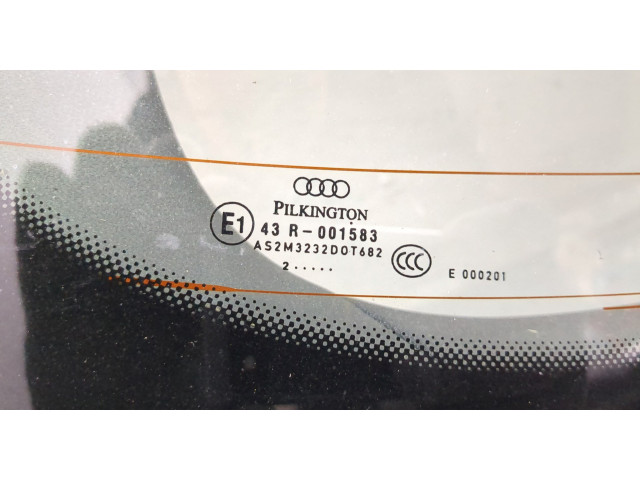 PILKINGTON
E1 43 R-001583
AS2M3232DOT682
CCC
2.....
E 000201